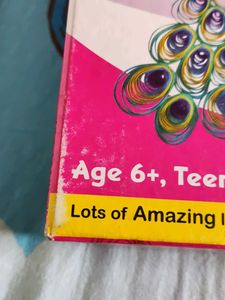 Age 6+, Teen
Lots of Amazing